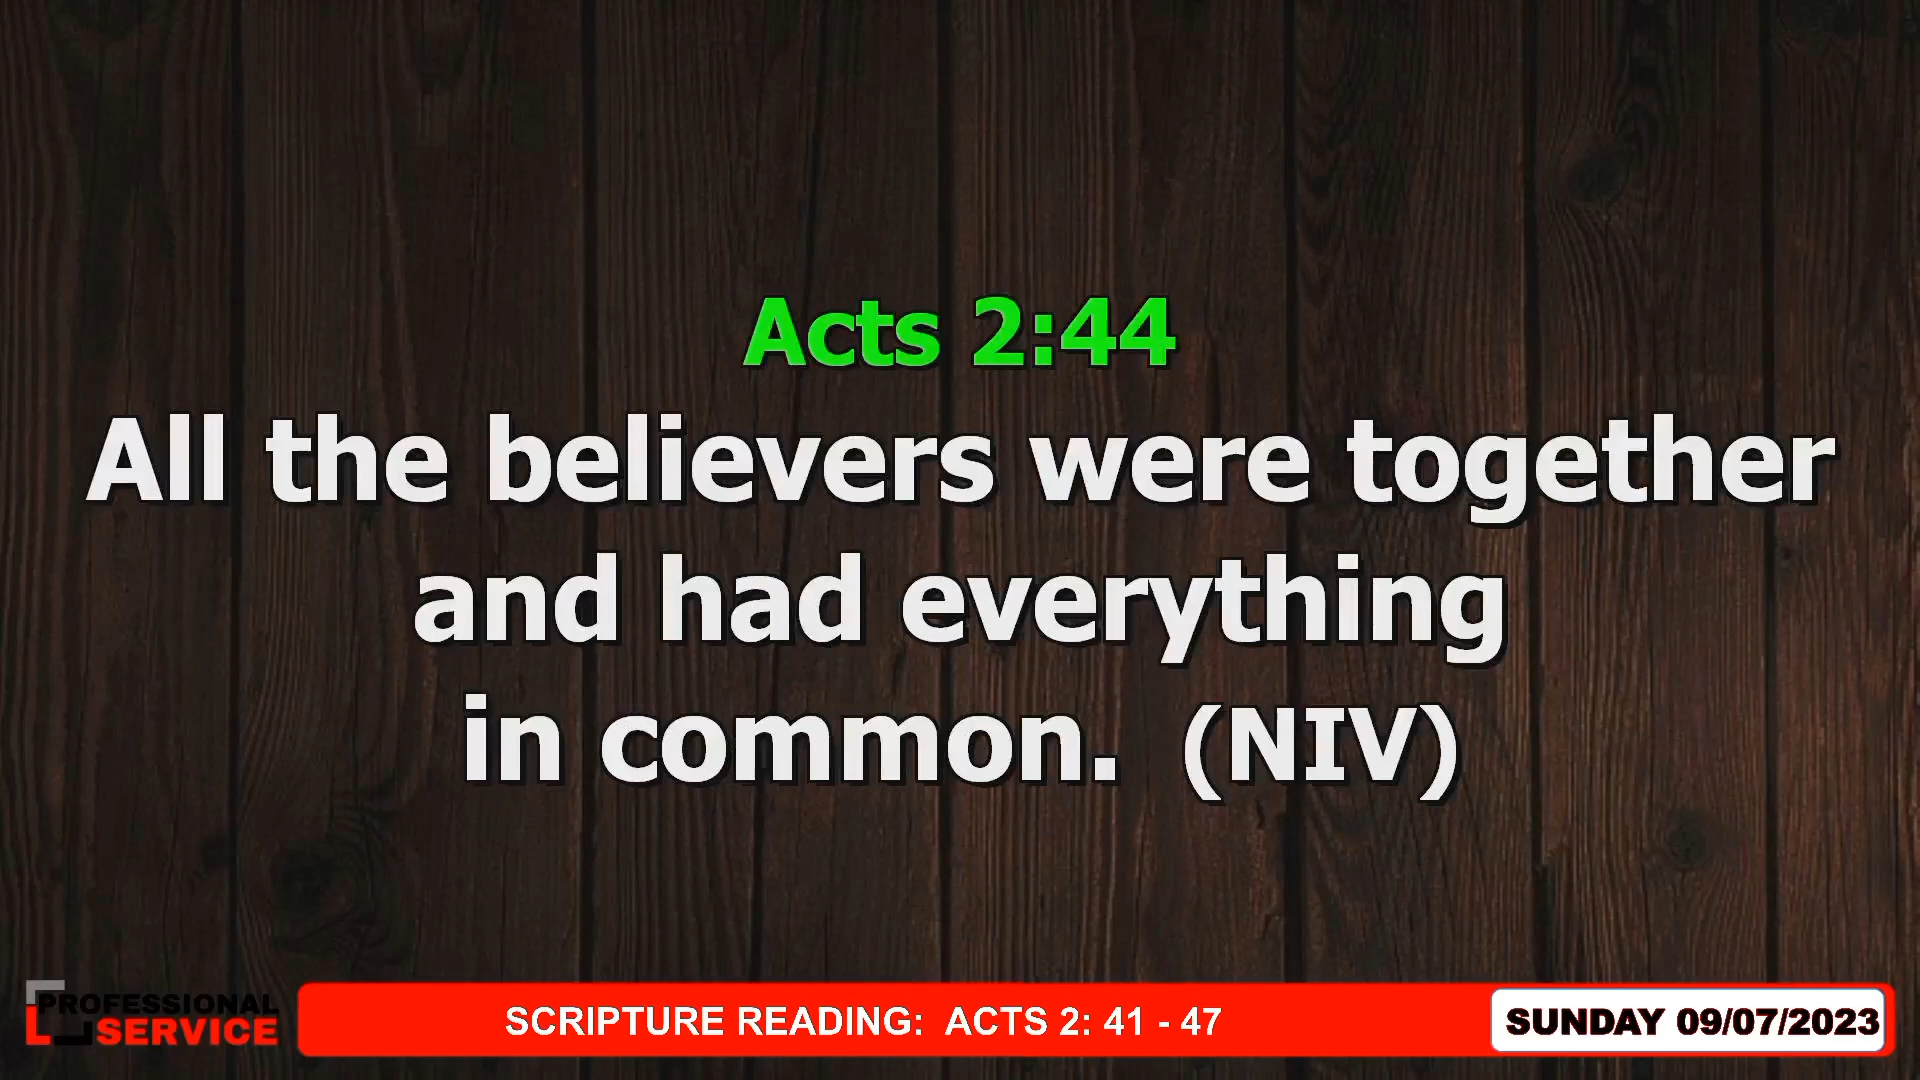 Acts 2:44
All the believers were together
and had everything
in common.  (NIV)
PROFESSIONAL
SERVICE
SCRIPTURE READING:  ACTS 2: 41 - 47
SUNDAY 09/07/2023